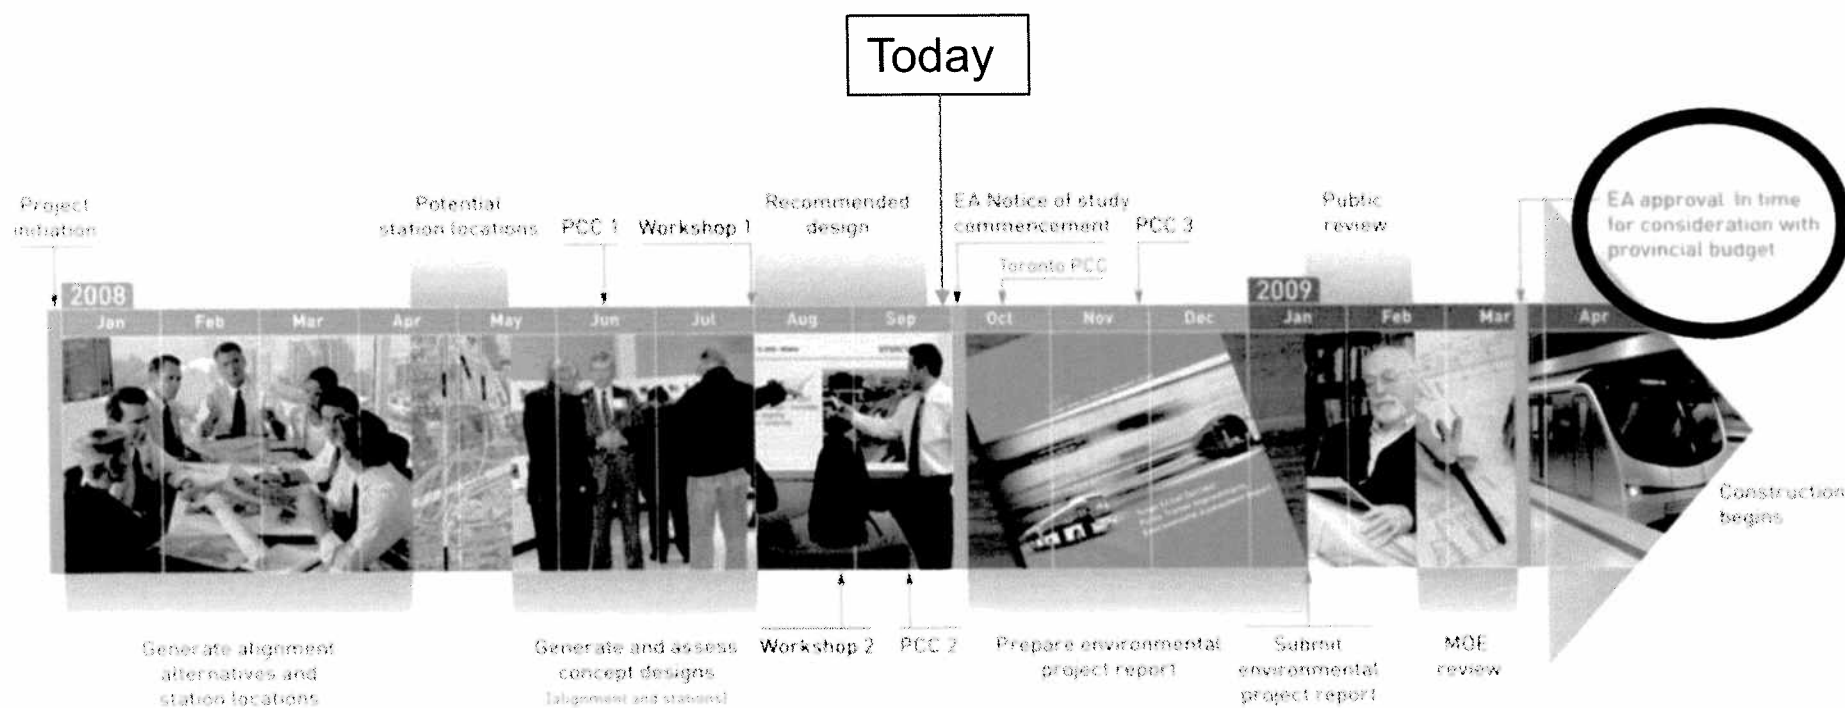 Today
Project
initiation
Potential
station locations
PCC 1
Workshop 1
Recommended
design
EA Notice of study
commencement
PCC 3
Toronto PCC
Public
review
EA approval. In time
for consideration with
provincial budget
2008
2009
Jan
Feb
Mar
Apr
May
Jun
Jul
Aug
Sep
Oct
Nov
Dec
Jan
Feb
Mar
Apr
Construction
begins
Generate alignment
alternatives and
station locations
Generate and assess
concept designs
(alignment and stations)
Workshop 2
PCC 2
Prepare environmental
project report
Submit
environmental
project report
MOE
review